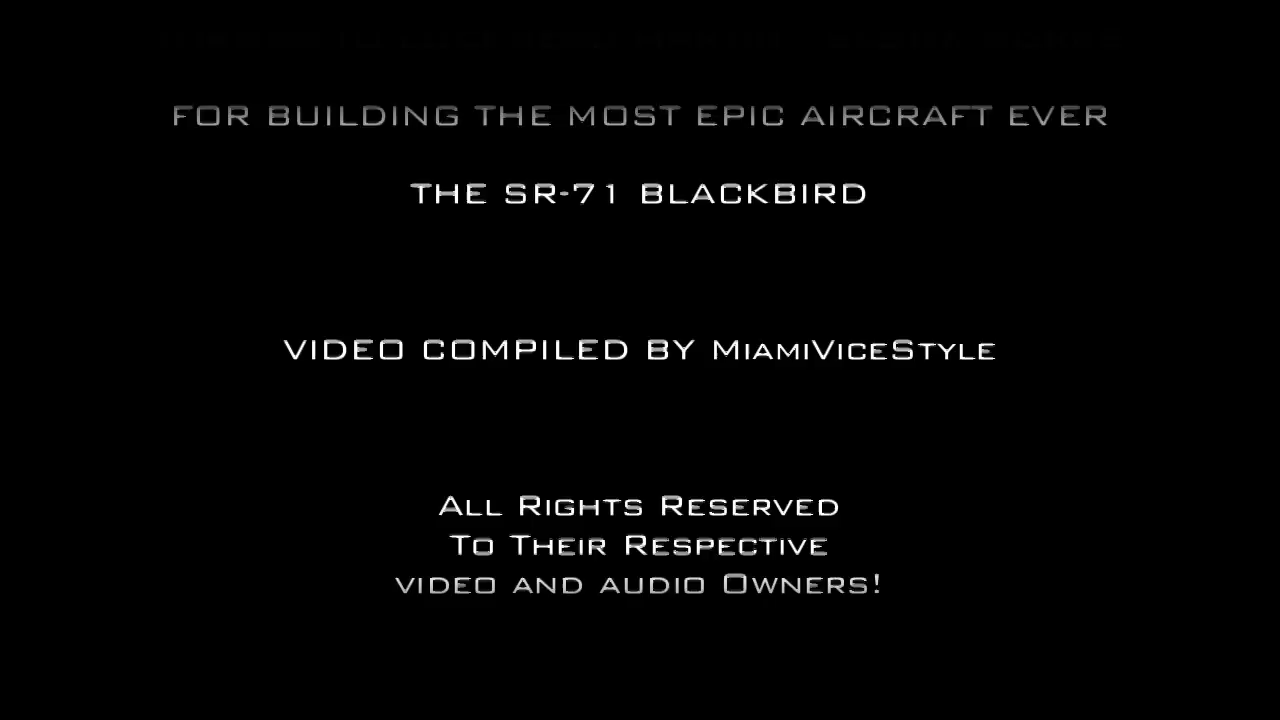 FOR BUILDING THE MOST EPIC AIRCRAFT EVER
THE SR-71 BLACKBIRD
VIDEO COMPILED BY MIAMIVICESTYLE
ALL RIGHTS RESERVED
TO THEIR RESPECTIVE
VIDEO AND AUDIO OWNERS!